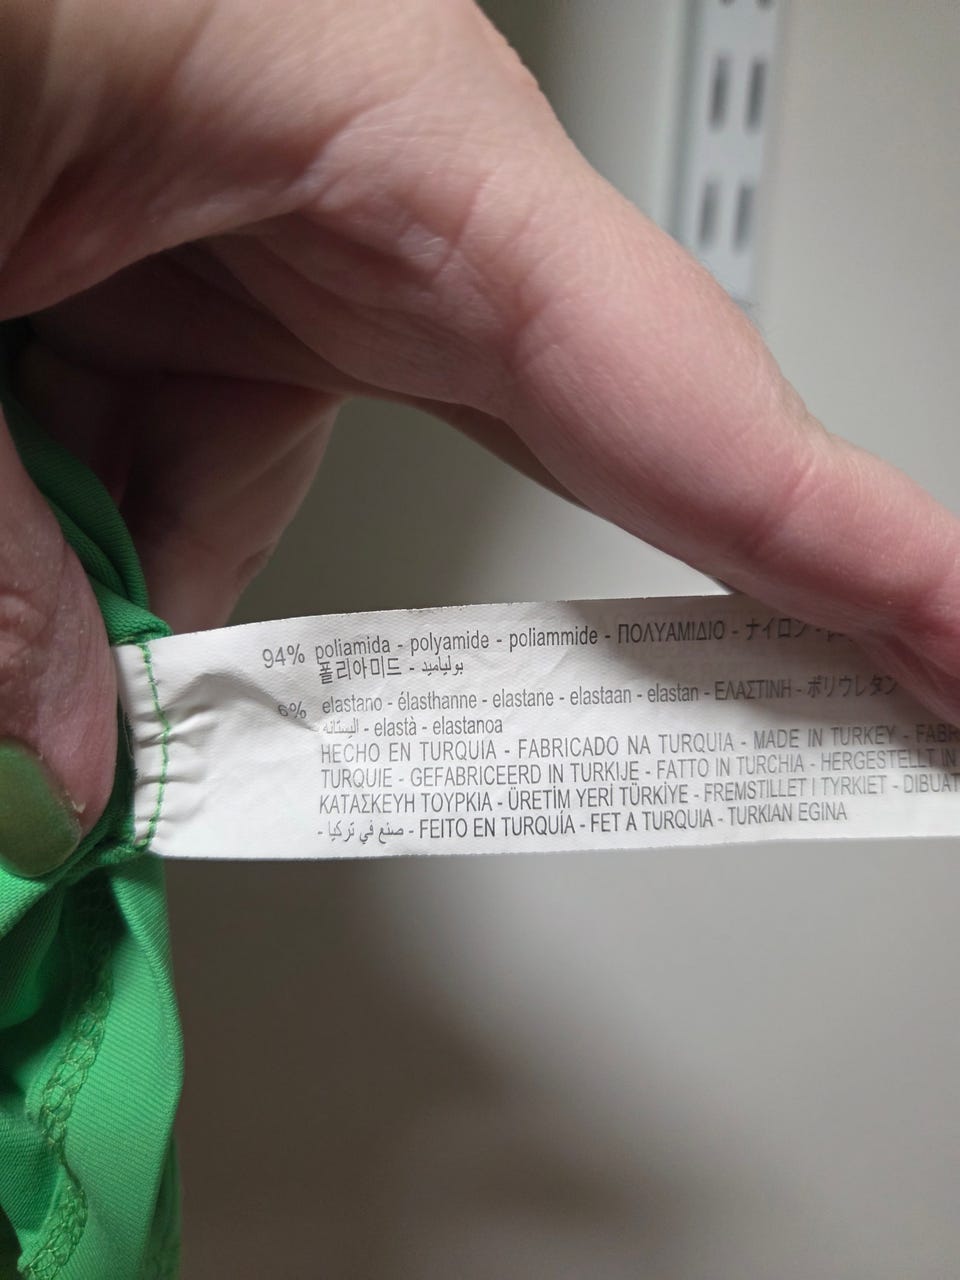 94% poliamida - polyamide - poliammide - ΠΟΛΥΑΜΙΔΙΟ - ナイロン -
폴리아미드 - بولياميد
6% elastano - élasthanne - elastane - elastaan - elastan - ΕΛΑΣΤΙΝΗ - ポリウレタン
الیستانه - elastà - elastanoa
HECHO EN TURQUIA - FABRICADO NA TURQUIA - MADE IN TURKEY - FABR
TURQUIE - GEFABRICEERD IN TURKIJE - FATTO IN TURCHIA - HERGESTELLT IN
ΚΑΤΑΣΚΕΥΗ ΤΟΥΡΚΙΑ - ÜRETİM YERİ TÜRKİYE - FREMSTILLET I TYRKIET - DIBUAT
- صنع في تركيا - FEITO EN TURQUÍA - FET A TURQUIA - TURKIAN EGINA